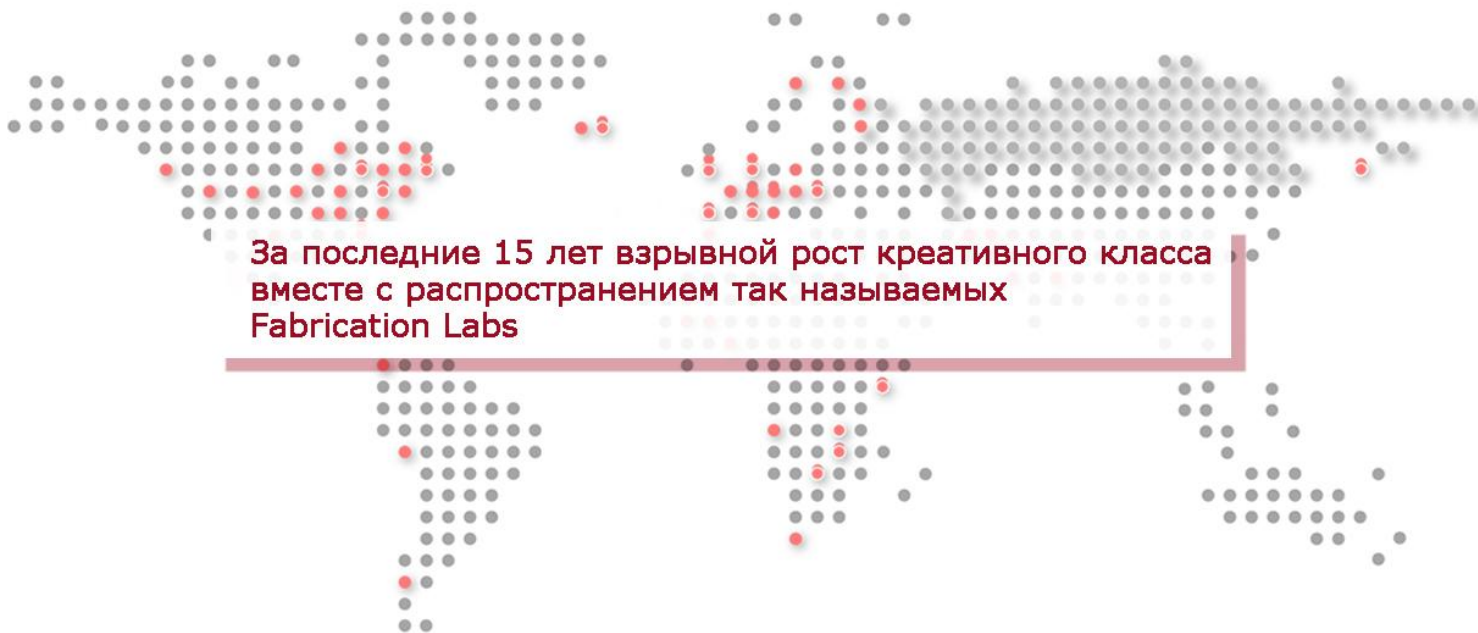 За последние 15 лет взрывной рост креативного класса
вместе с распространением так называемых
Fabrication Labs